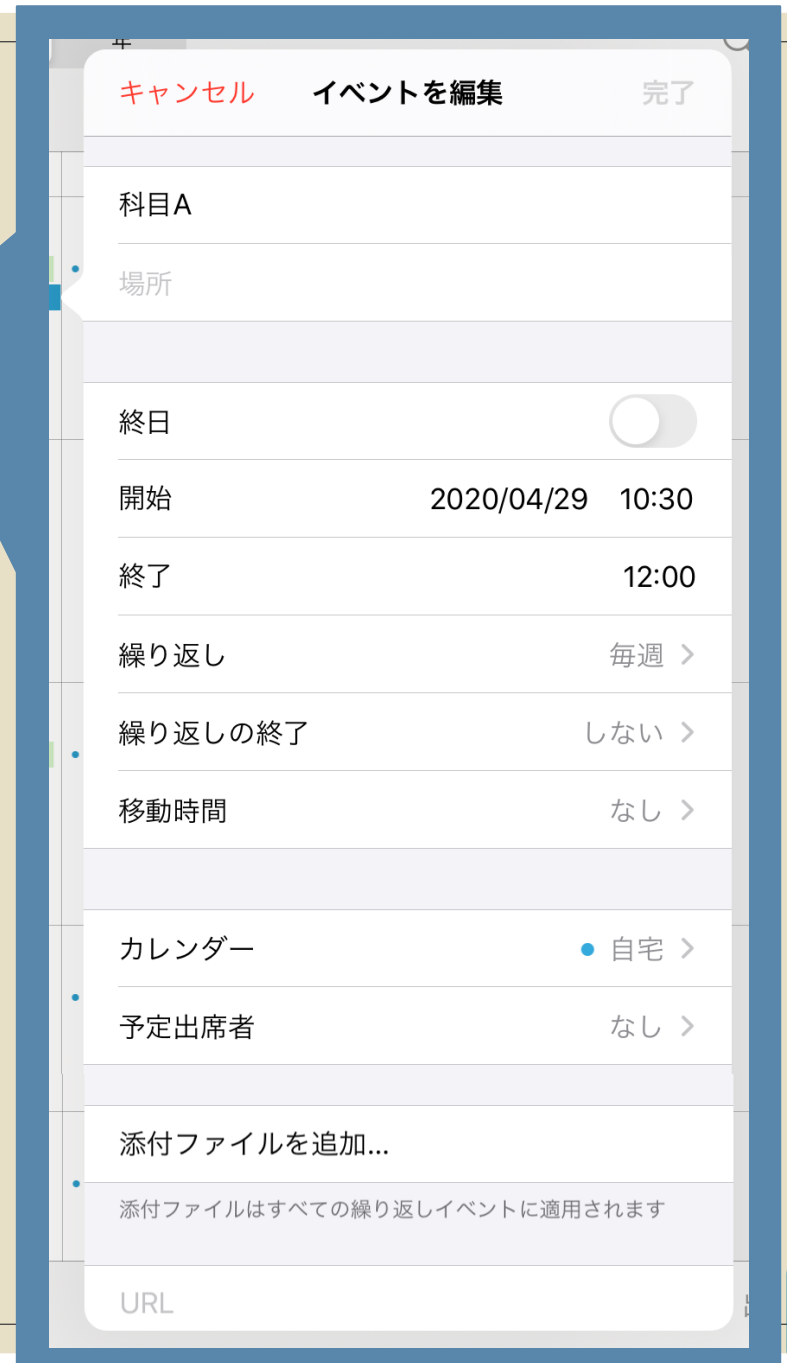 年
キャンセル イベントを編集 完了
科目A
場所
終日
開始 2020/04/29 10:30
終了 12:00
繰り返し 毎週
繰り返しの終了 しない
移動時間 なし
カレンダー 自宅
予定出席者 なし
添付ファイルを追加...
添付ファイルはすべての繰り返しイベントに適用されます
URL